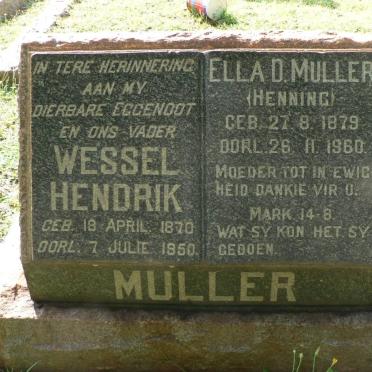 IN TERE HERINNERING
AAN MY
DIERBARE EGGENOOT
EN ONS VADER
WESSEL
HENDRIK
GEB. 18 APRIL. 1870
OORL. 7 JULIE. 1950.
ELLA D. MULLER
(HENNING)
GEB. 27. 8. 1879
OORL. 26. 11. 1960.
MOEDER TOT IN EWIG
HEID DANKIE VIR U.
MARK. 14-8.
WAT SY KON HET SY
GEDOEN.
MULLER